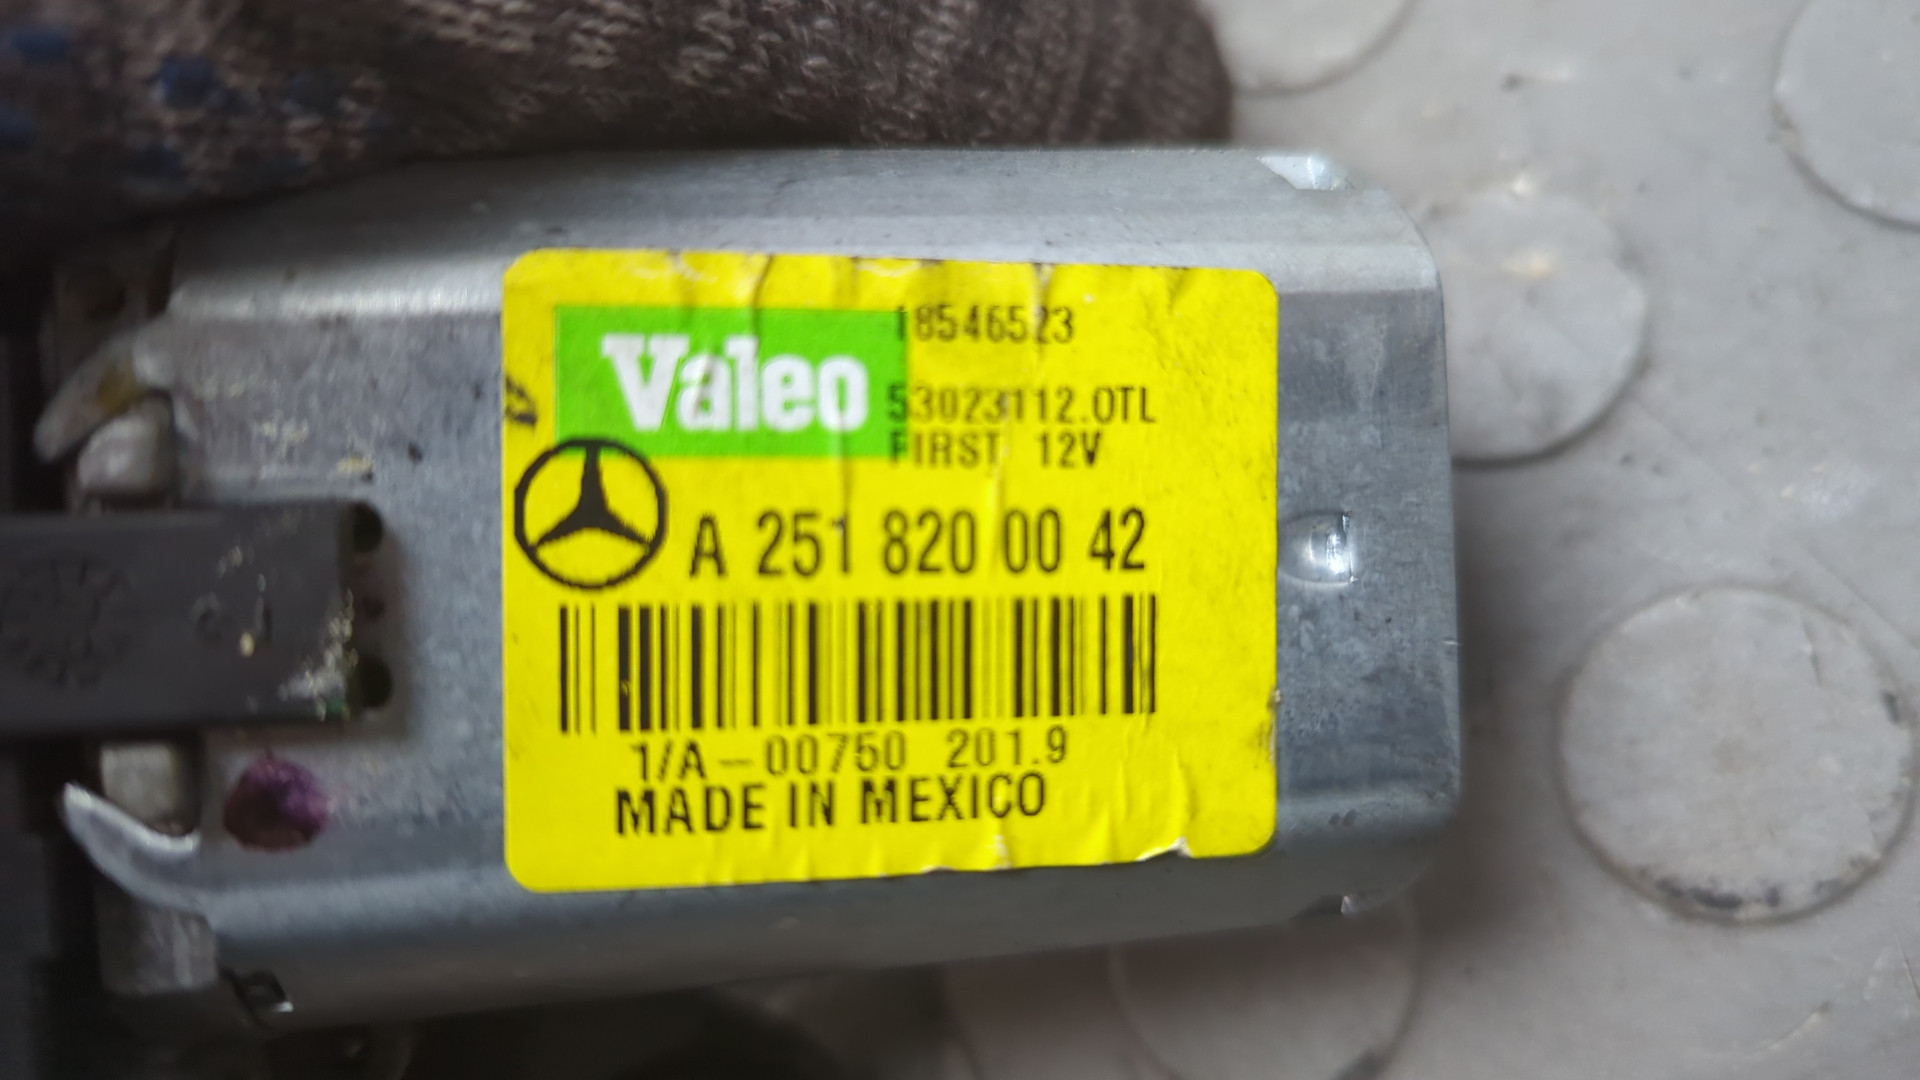 Valeo
18546523
53023112.0TL
FIRST 12V
A 251 820 00 42
1/A-00750 201.9
MADE IN MEXICO